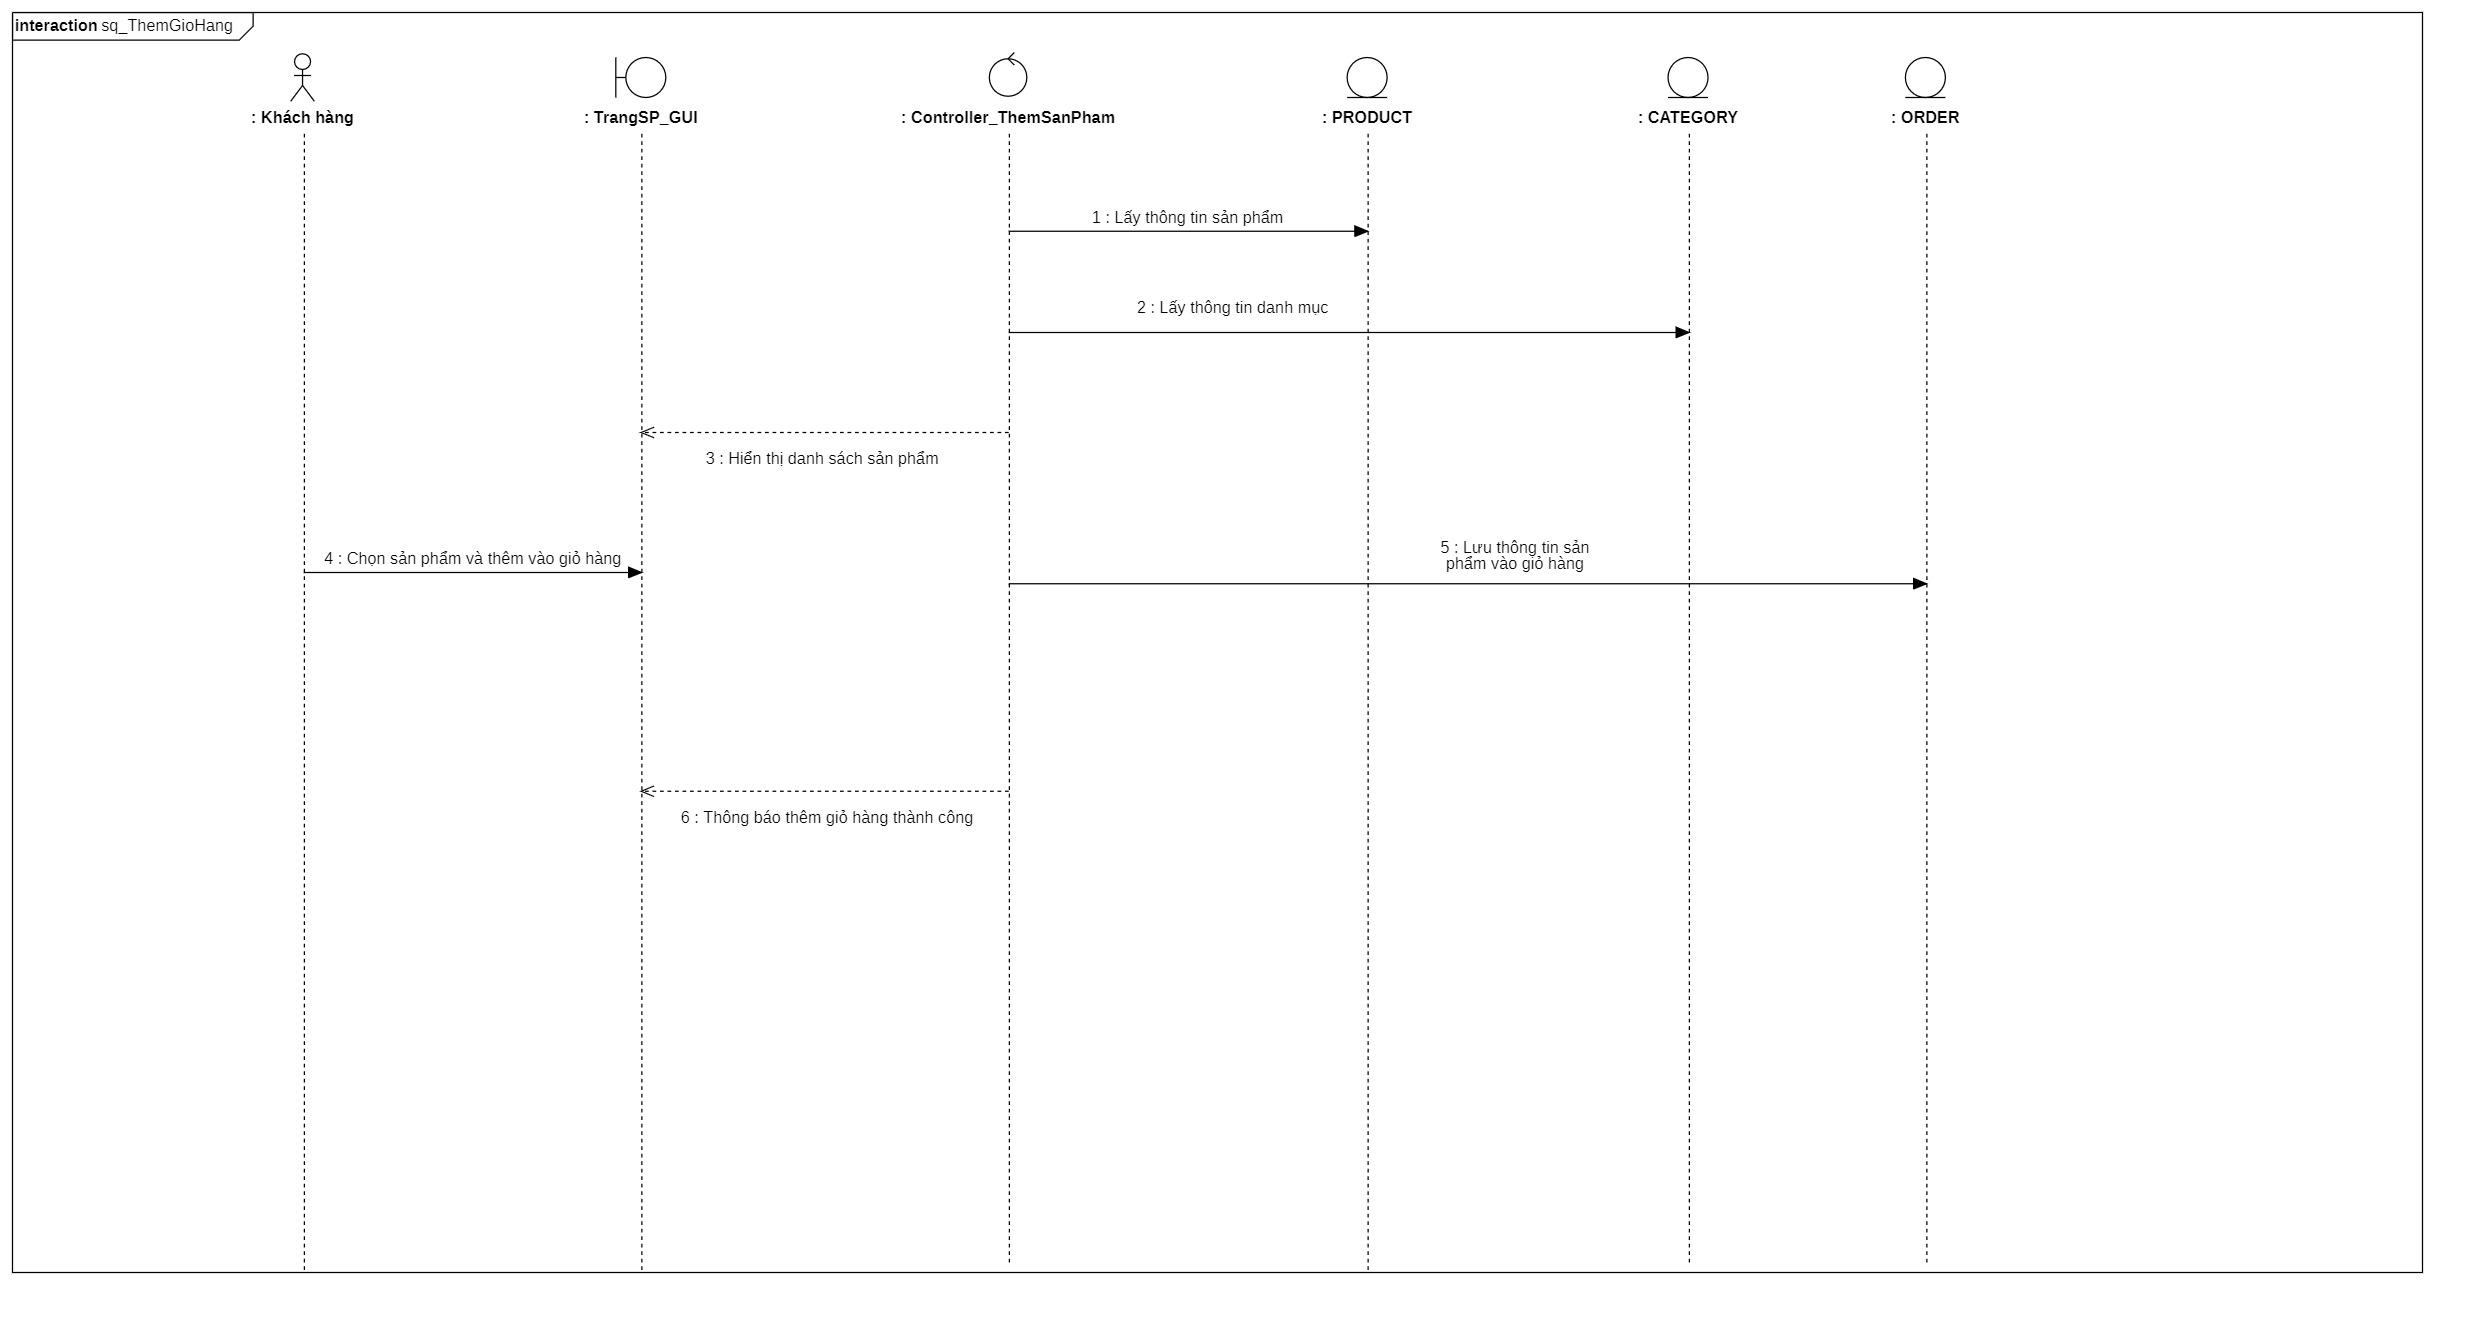 interaction sq_ThemGioHang
: Khách hàng
: TrangSP_GUI
: Controller_ThemSanPham
: PRODUCT
: CATEGORY
: ORDER
1 : Lấy thông tin sản phẩm
2 : Lấy thông tin danh mục
3 : Hiển thị danh sách sản phẩm
4 : Chọn sản phẩm và thêm vào giỏ hàng
5 : Lưu thông tin sản
phẩm vào giỏ hàng
6 : Thông báo thêm giỏ hàng thành công